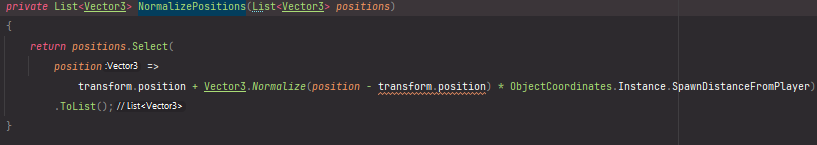 private List<Vector3> NormalizePositions(List<Vector3> positions)
{
return positions.Select(
position :Vector3 =>
transform.position + Vector3.Normalize(position - transform.position) * ObjectCoordinates.Instance.SpawnDistanceFromPlayer)
.ToList(); // List<Vector3>
}